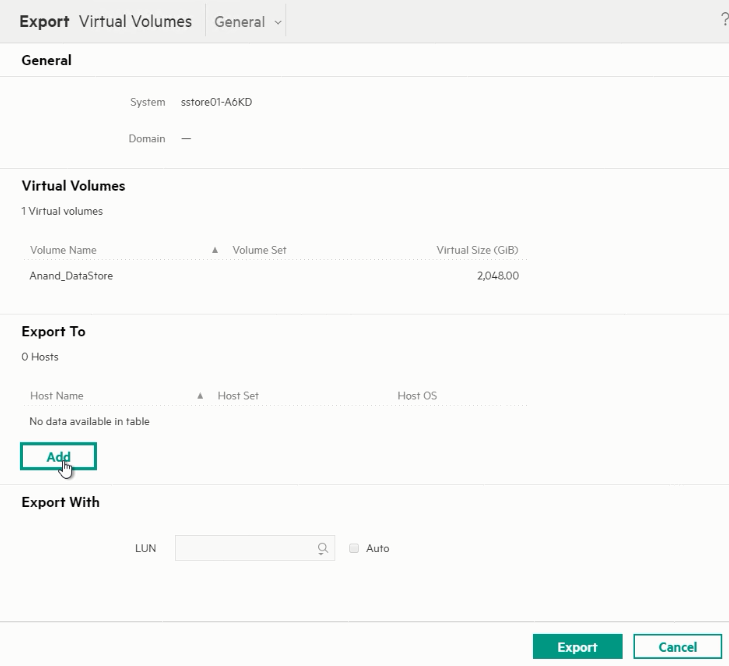 Export Virtual Volumes General ?
General
System sstore01-A6KD
Domain —
Virtual Volumes
1 Virtual volumes
Volume Name Volume Set Virtual Size (GiB)
Anand_DataStore 2,048.00
Export To
0 Hosts
Host Name Host Set Host OS
No data available in table
Add
Export With
LUN Auto
Export Cancel